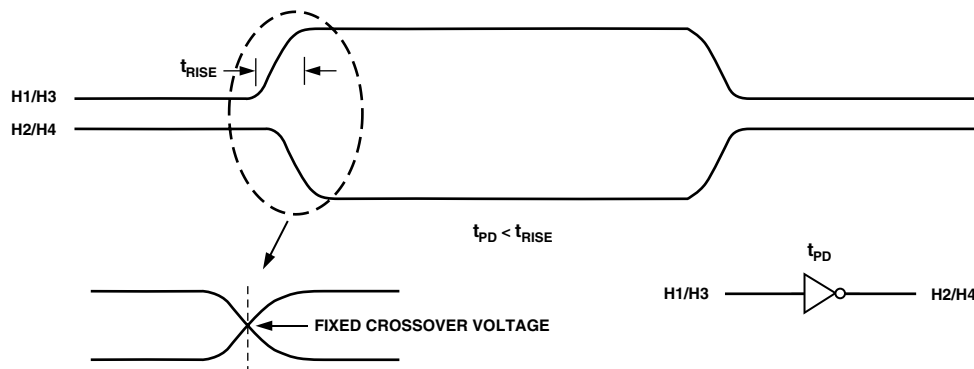 tRISE
H1/H3
H2/H4
tPD < tRISE
tPD
H1/H3
H2/H4
FIXED CROSSOVER VOLTAGE